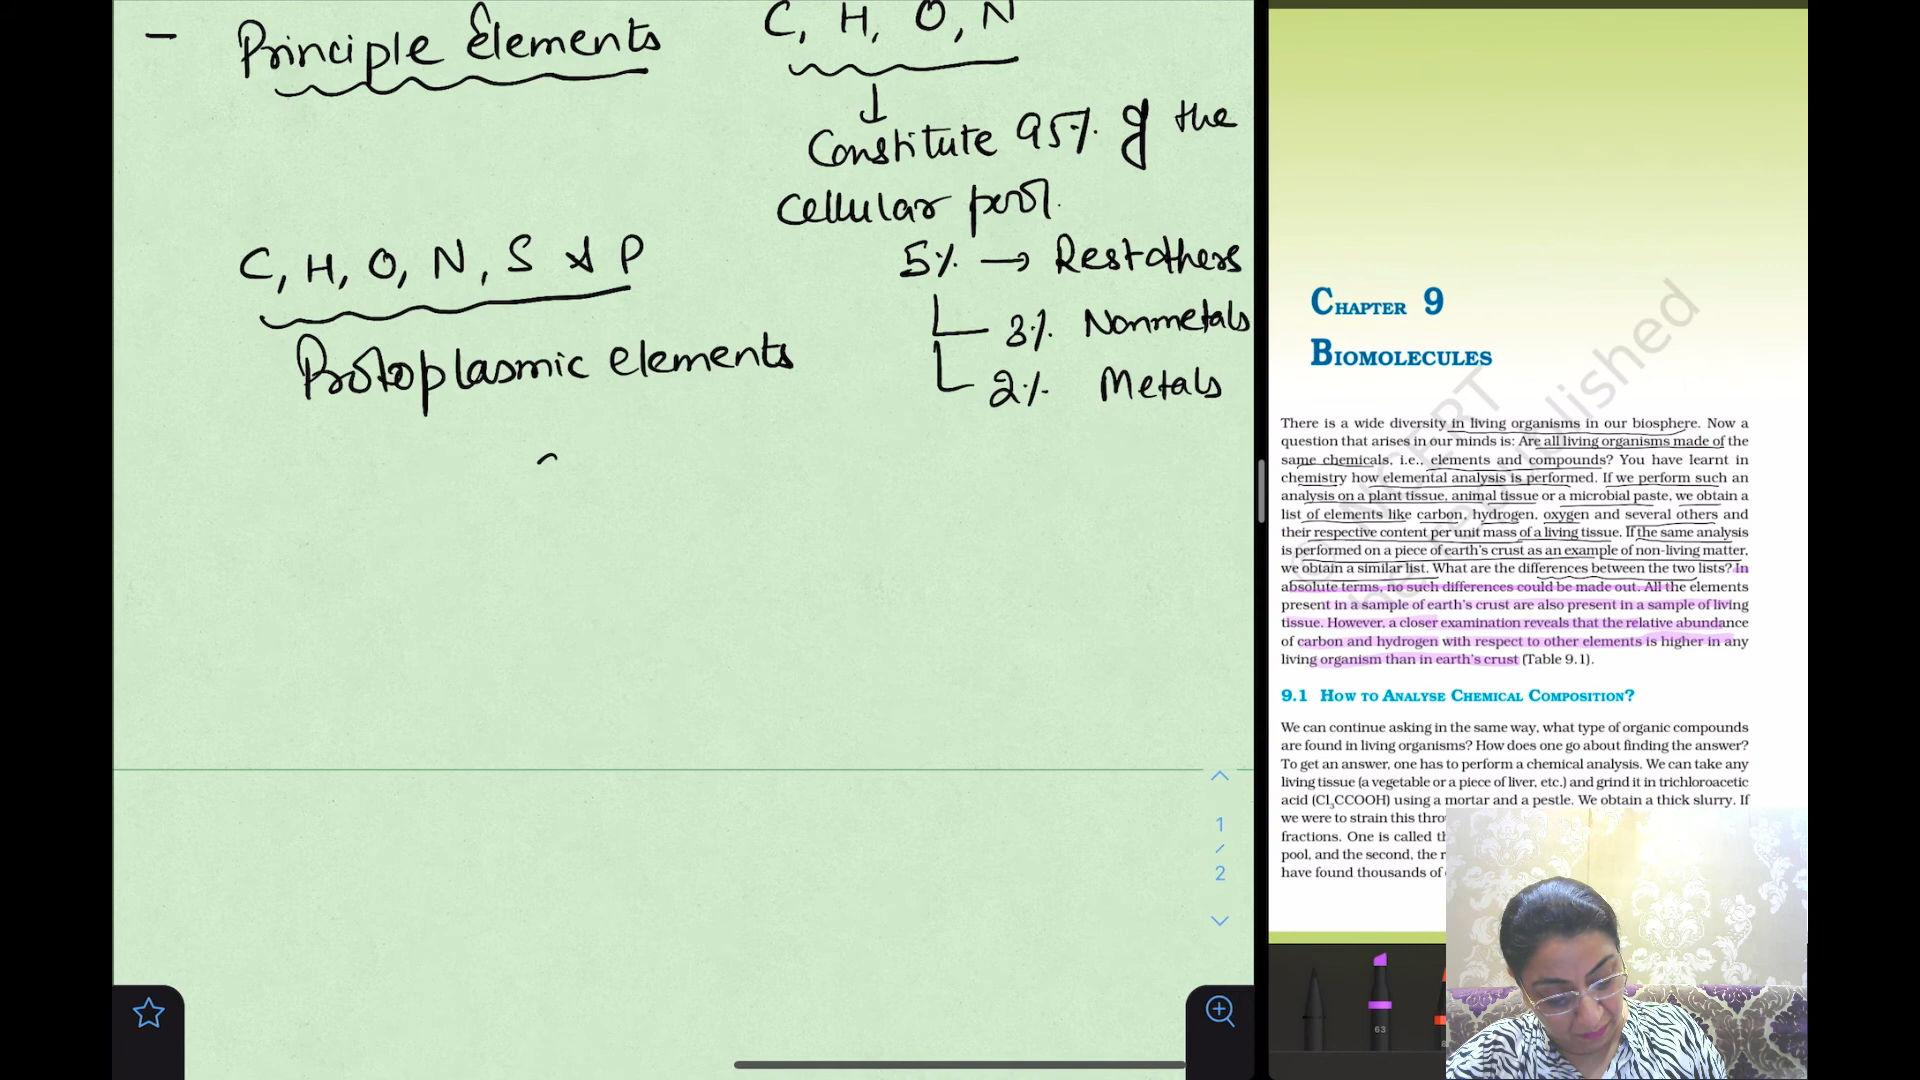 – Principle Elements
C, H, O, N
Constitute 95% of the
cellular pool.
5% → Rest others
3% Nonmetals
2% Metals
C, H, O, N, S & P
Protoplasmic elements
1
/
2
CHAPTER 9
BIOMOLECULES
There is a wide diversity in living organisms in our biosphere. Now a
question that arises in our minds is: Are all living organisms made of the
same chemicals, i.e., elements and compounds? You have learnt in
chemistry how elemental analysis is performed. If we perform such an
analysis on a plant tissue, animal tissue or a microbial paste, we obtain a
list of elements like carbon, hydrogen, oxygen and several others and
their respective content per unit mass of a living tissue. If the same analysis
is performed on a piece of earth's crust as an example of non-living matter,
we obtain a similar list. What are the differences between the two lists? In
absolute terms, no such differences could be made out. All the elements
present in a sample of earth's crust are also present in a sample of living
tissue. However, a closer examination reveals that the relative abundance
of carbon and hydrogen with respect to other elements is higher in any
living organism than in earth's crust (Table 9.1).
9.1 HOW TO ANALYSE CHEMICAL COMPOSITION?
We can continue asking in the same way, what type of organic compounds
are found in living organisms? How does one go about finding the answer?
To get an answer, one has to perform a chemical analysis. We can take any
living tissue (a vegetable or a piece of liver, etc.) and grind it in trichloroacetic
acid (Cl₃CCOOH) using a mortar and a pestle. We obtain a thick slurry. If
we were to strain this thro
fractions. One is called th
pool, and the second, the r
have found thousands of
63